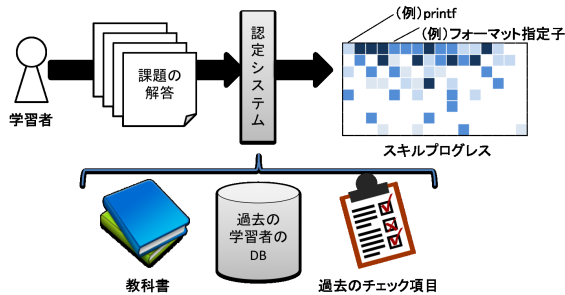 (例)printf
(例)フォーマット指定子
学習者
課題の
解答
認定システム
スキルプログレス
過去の
学習者の
DB
教科書
過去のチェック項目